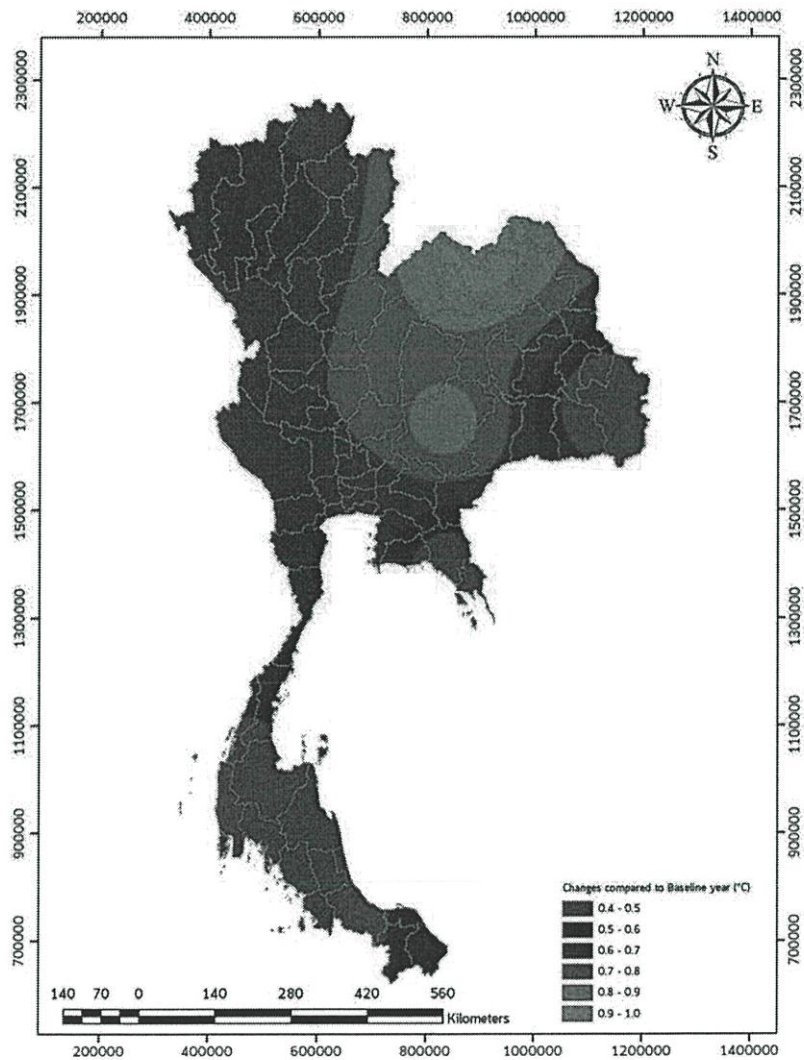 200000 400000 600000 800000 1000000 1200000 1400000
N
W E
S
2300000 2300000
2100000 2100000
1900000 1900000
1700000 1700000
1500000 1500000
1300000 1300000
1100000 1100000
900000 900000
700000 700000
Changes compared to Baseline year (°C)
0.4 - 0.5
0.5 - 0.6
0.6 - 0.7
0.7 - 0.8
0.8 - 0.9
0.9 - 1.0
140 70 0 140 280 420 560
Kilometers
200000 400000 600000 800000 1000000 1200000 1400000